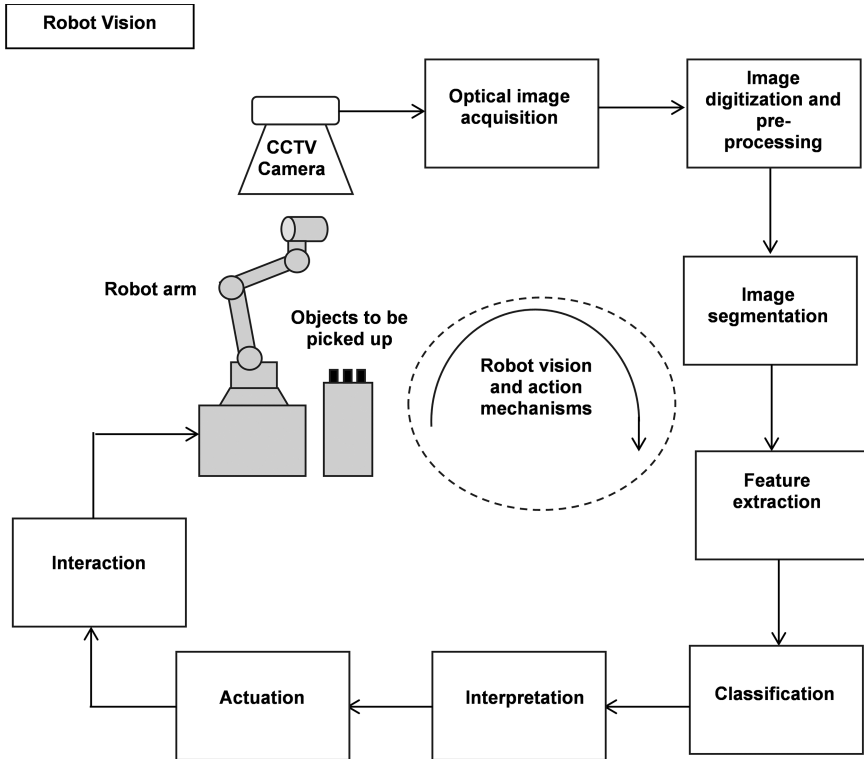 Robot Vision
CCTV
Camera
Optical image
acquisition
Image
digitization and
pre-
processing
Robot arm
Objects to be
picked up
Robot vision
and action
mechanisms
Image
segmentation
Feature
extraction
Interaction
Actuation
Interpretation
Classification